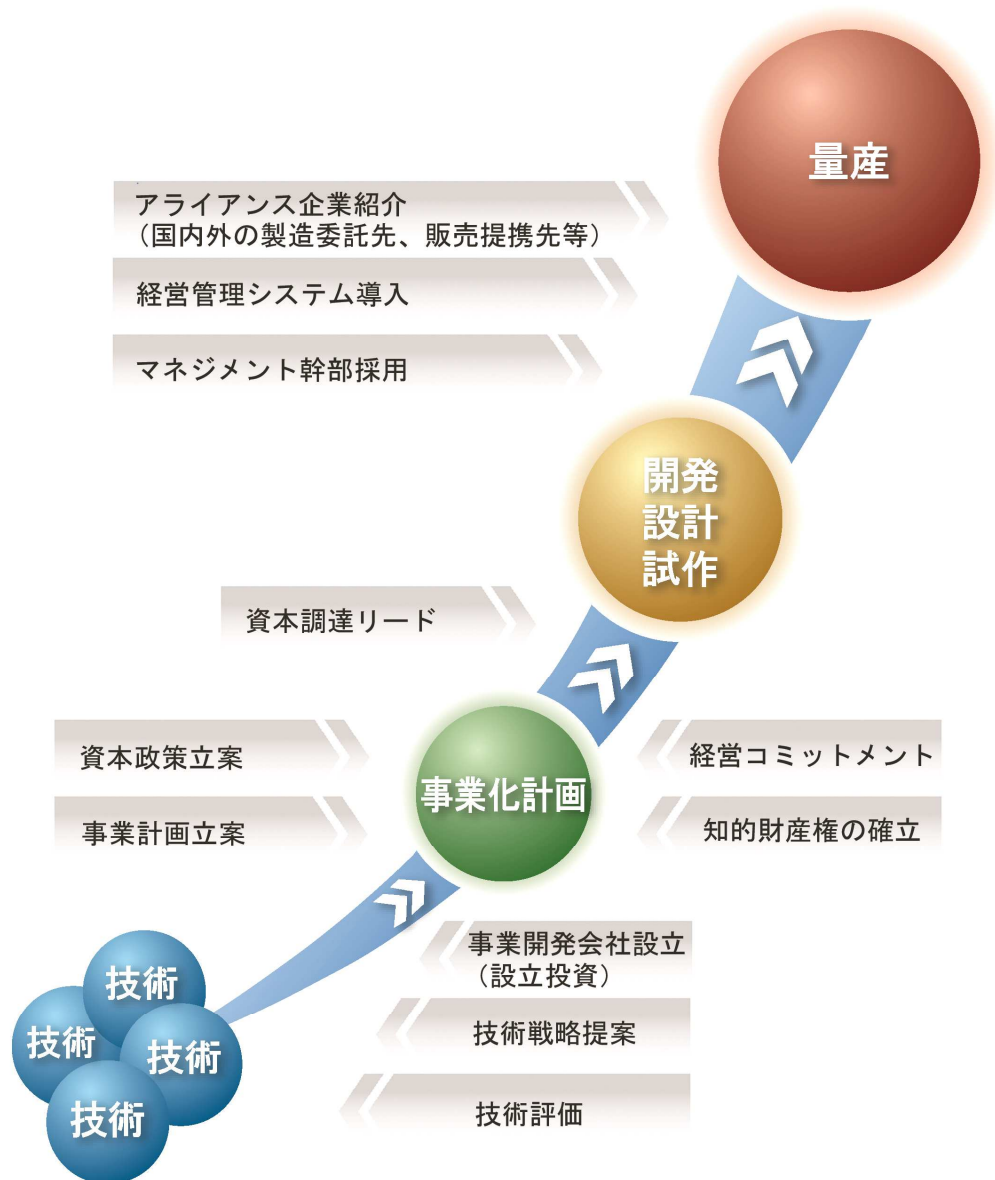 量産
アライアンス企業紹介
（国内外の製造委託先、販売提携先等）
経営管理システム導入
マネジメント幹部採用
開発
設計
試作
資本調達リード
資本政策立案
経営コミットメント
事業化計画
事業計画立案
知的財産権の確立
事業開発会社設立
（設立投資）
技術
技術
技術
技術
技術戦略提案
技術評価